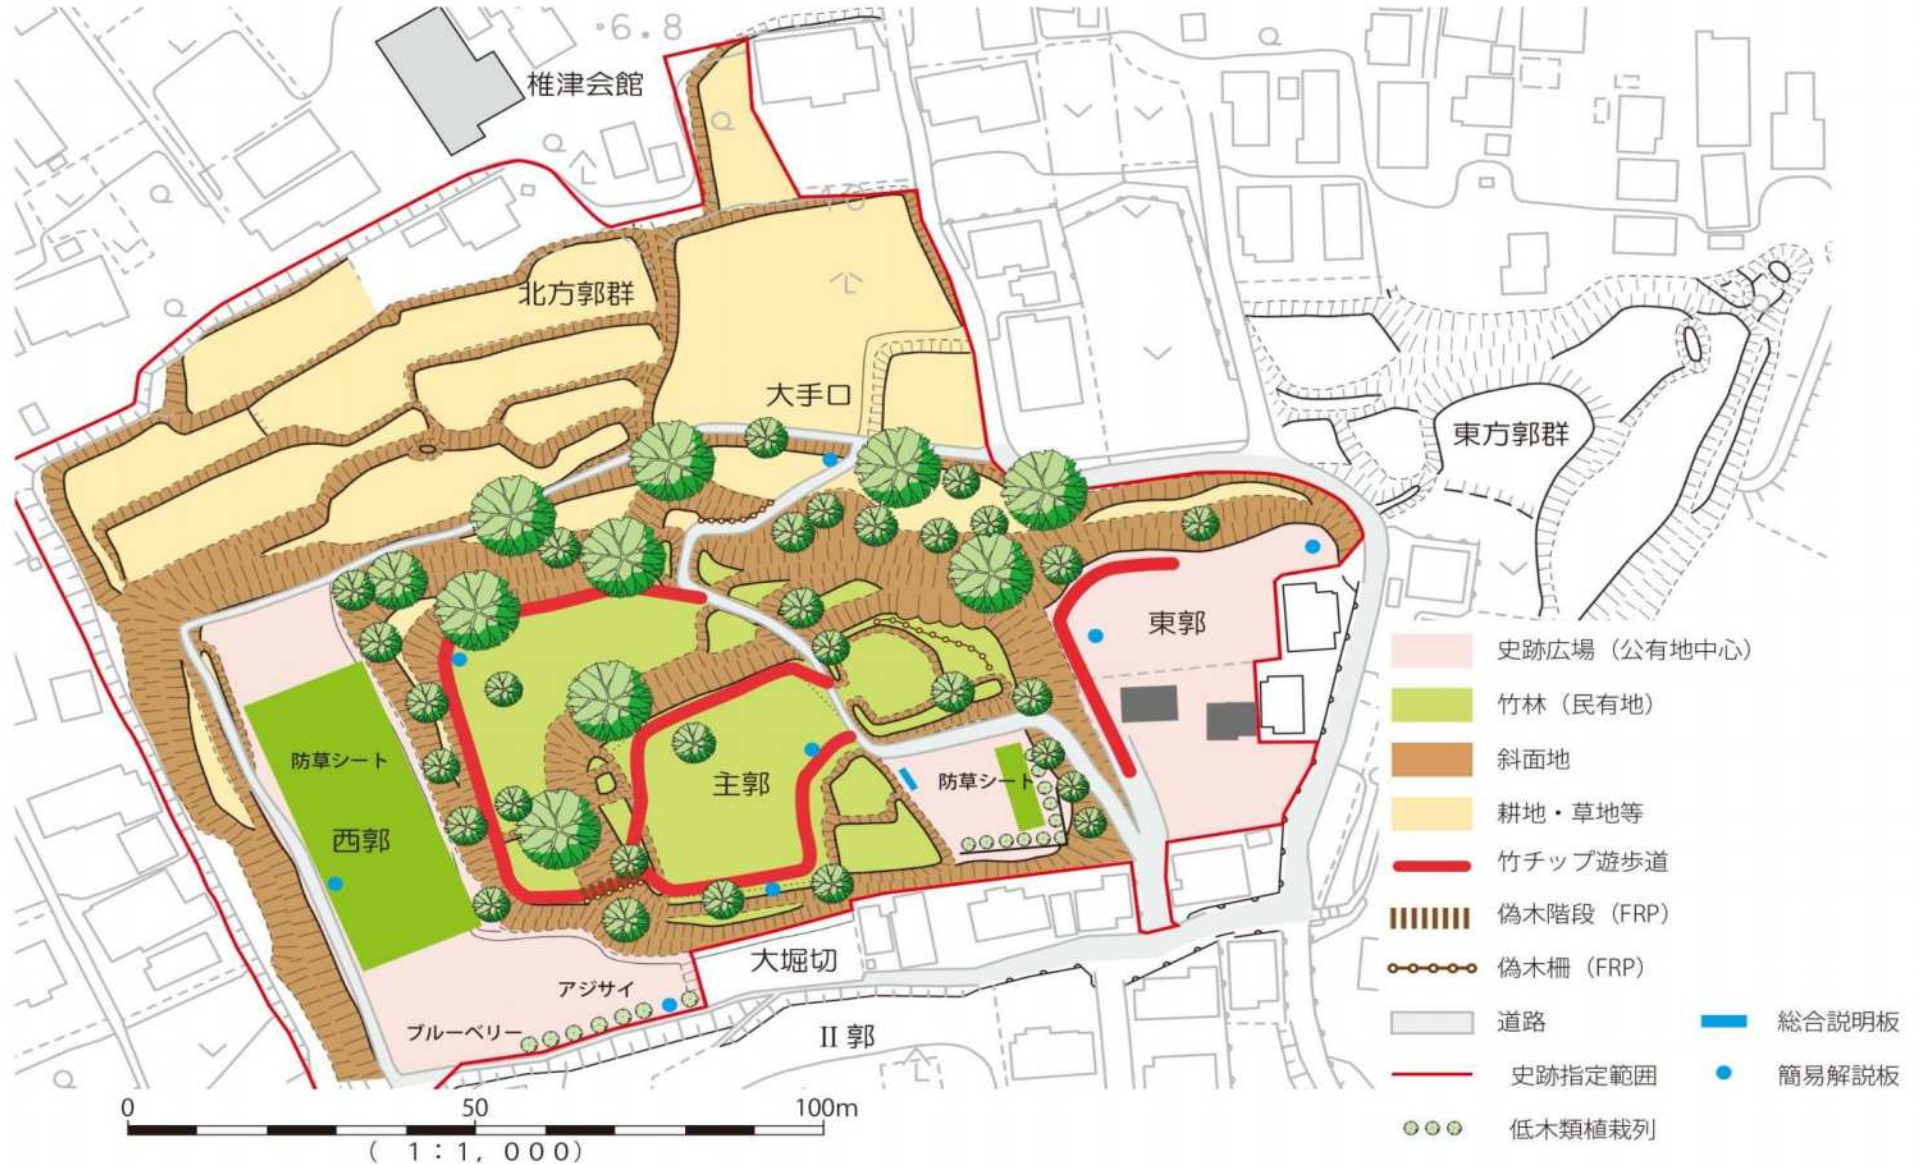 ・6.8
椎津会館
10
北方郭群
大手口
東方郭群
東郭
防草シート
西郭
主郭
防草シート
大堀切
アジサイ
ブルーベリー
II 郭
史跡広場（公有地中心）
竹林（民有地）
斜面地
耕地・草地等
竹チップ遊歩道
偽木階段（FRP）
偽木柵（FRP）
道路
総合説明板
史跡指定範囲
簡易解説板
低木類植栽列
0 50 100m
( 1：1, 000)